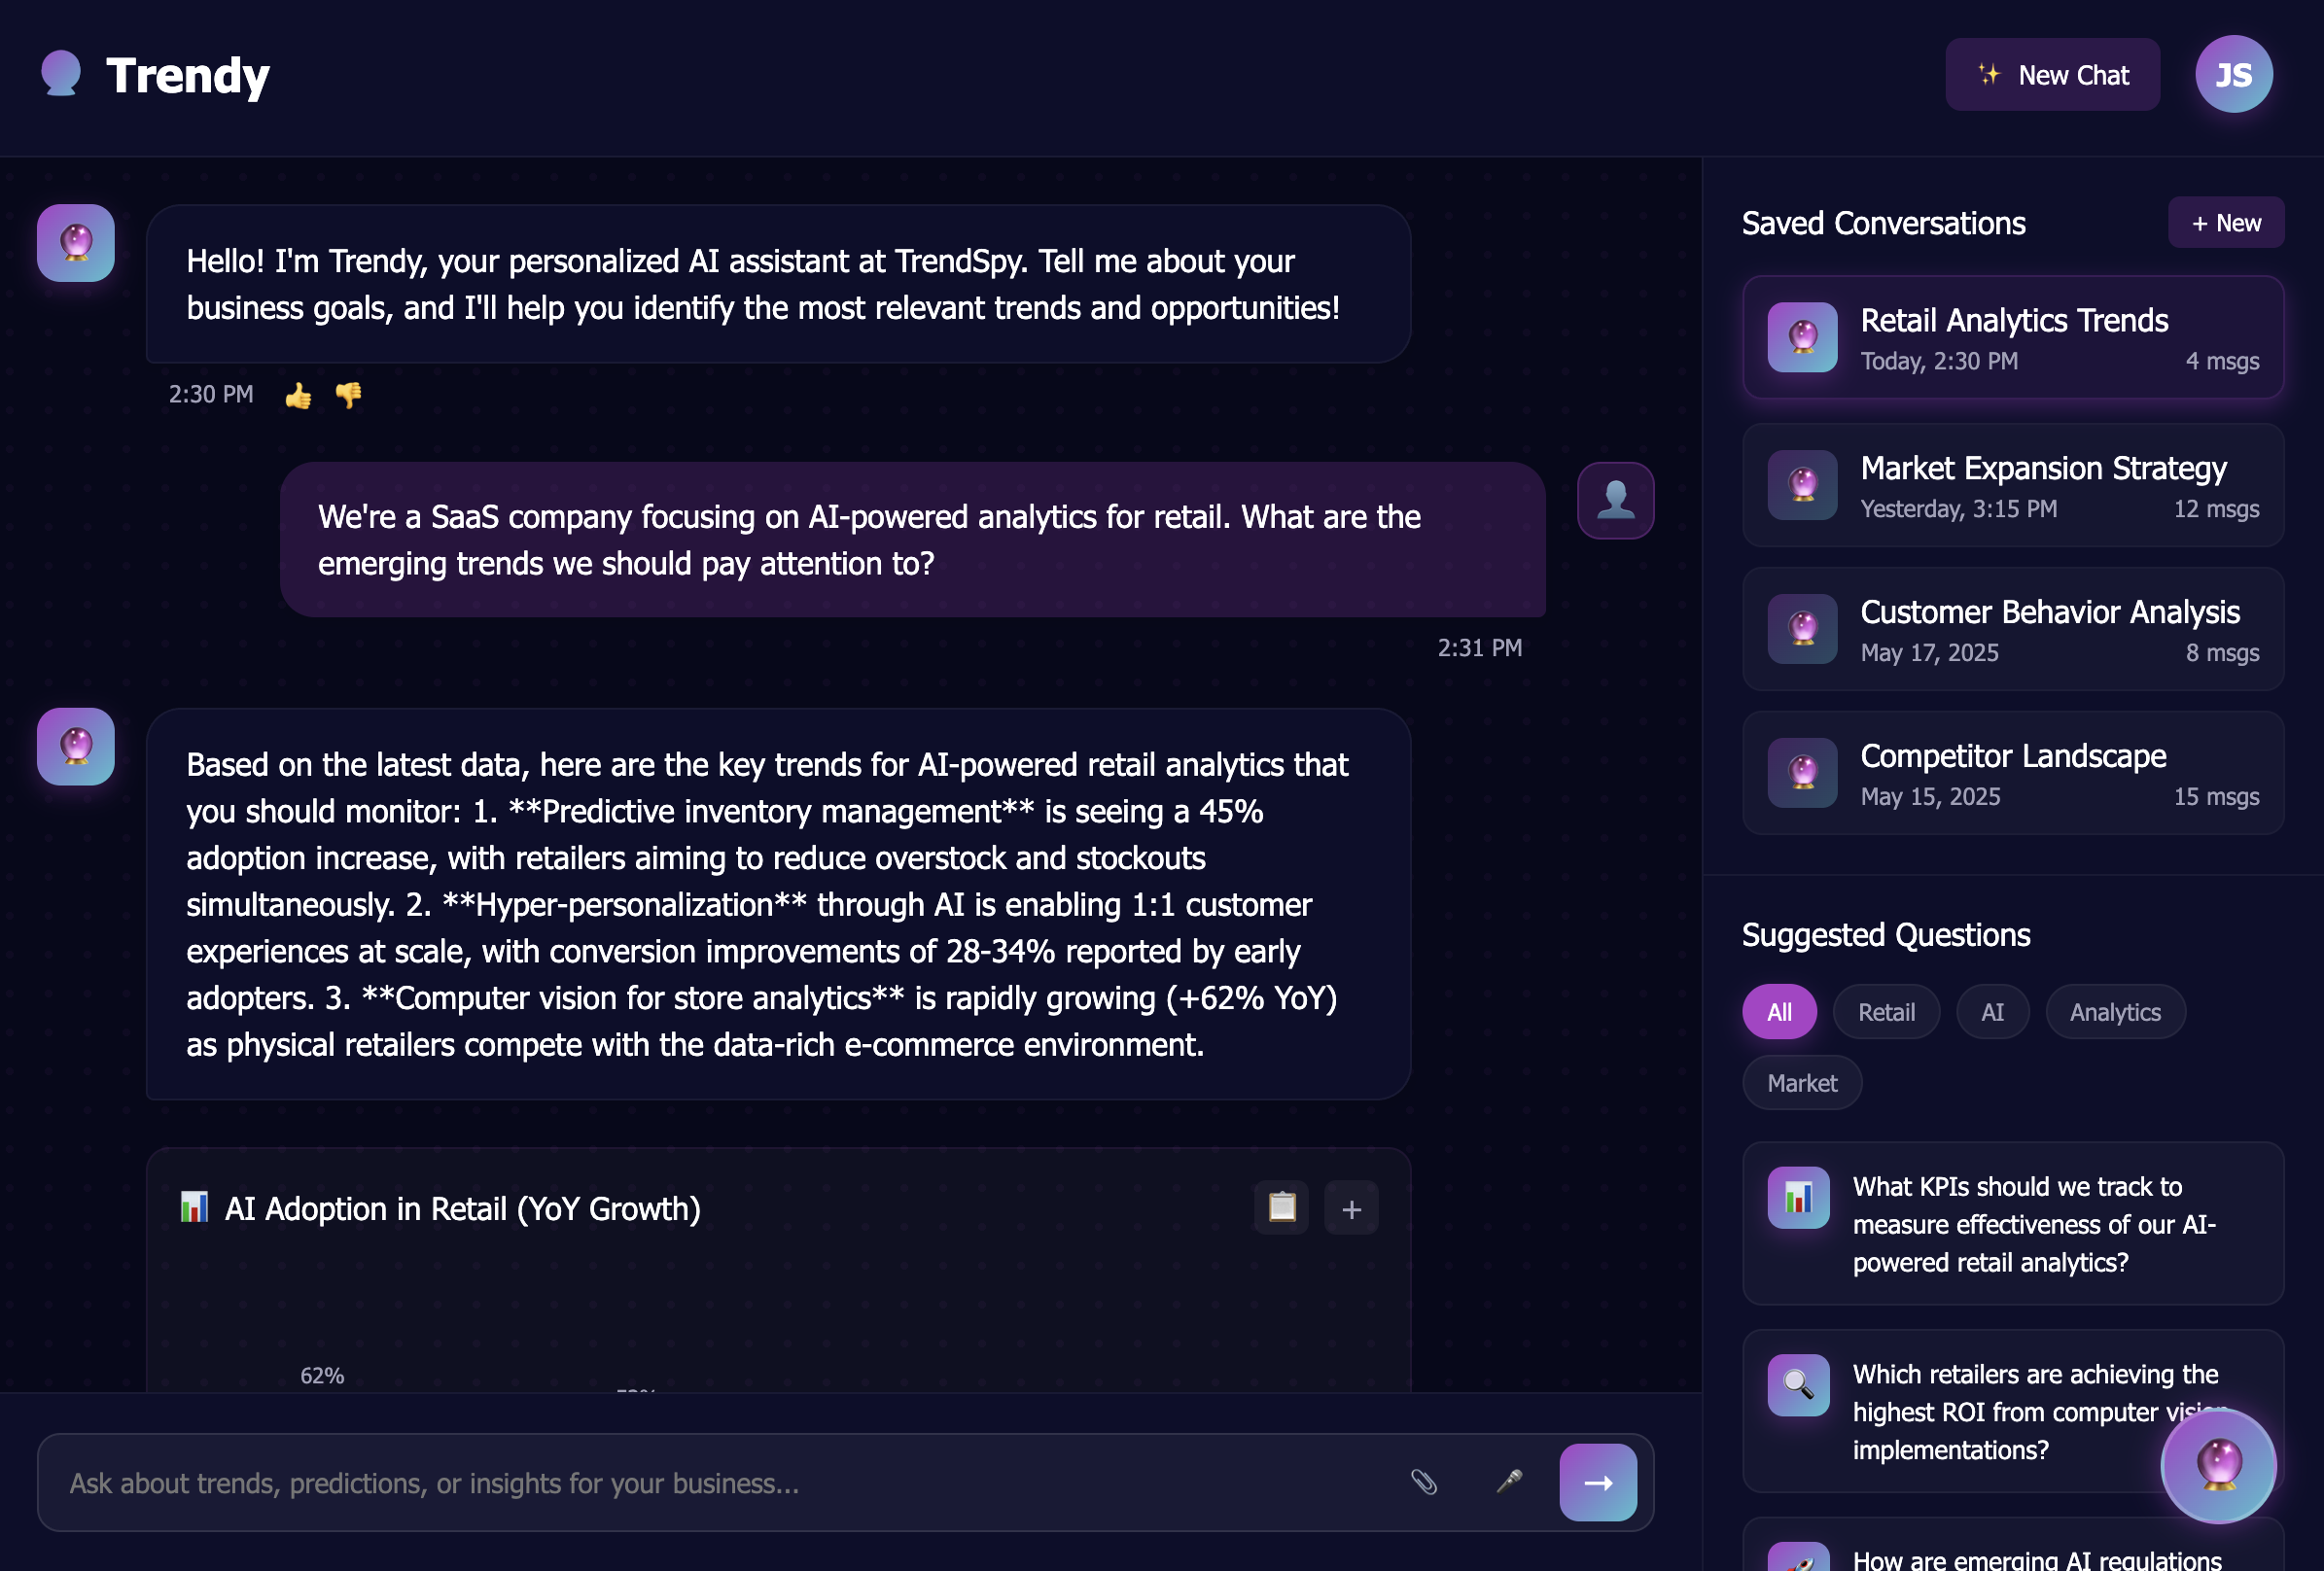 Trendy
✨ New Chat
JS
Hello! I'm Trendy, your personalized AI assistant at TrendSpy. Tell me about your
business goals, and I'll help you identify the most relevant trends and opportunities!
2:30 PM
We're a SaaS company focusing on AI-powered analytics for retail. What are the
emerging trends we should pay attention to?
2:31 PM
Based on the latest data, here are the key trends for AI-powered retail analytics that
you should monitor: 1. **Predictive inventory management** is seeing a 45%
adoption increase, with retailers aiming to reduce overstock and stockouts
simultaneously. 2. **Hyper-personalization** through AI is enabling 1:1 customer
experiences at scale, with conversion improvements of 28-34% reported by early
adopters. 3. **Computer vision for store analytics** is rapidly growing (+62% YoY)
as physical retailers compete with the data-rich e-commerce environment.
AI Adoption in Retail (YoY Growth)
+
62%
Ask about trends, predictions, or insights for your business...
→
Saved Conversations
+ New
Retail Analytics Trends
Today, 2:30 PM
4 msgs
Market Expansion Strategy
Yesterday, 3:15 PM
12 msgs
Customer Behavior Analysis
May 17, 2025
8 msgs
Competitor Landscape
May 15, 2025
15 msgs
Suggested Questions
All
Retail
AI
Analytics
Market
What KPIs should we track to
measure effectiveness of our AI-
powered retail analytics?
Which retailers are achieving the
highest ROI from computer vision
implementations?
How are emerging AI regulations